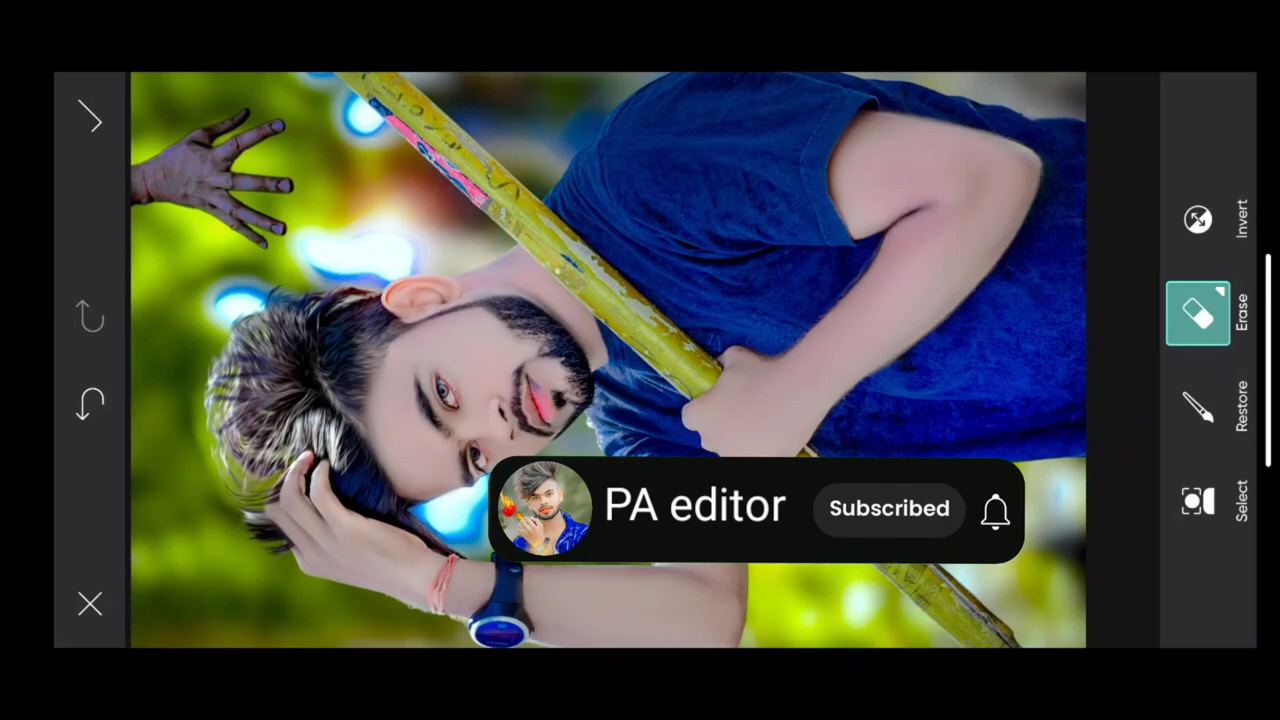 PA editor
Subscribed
Invert
Erase
Restore
Select